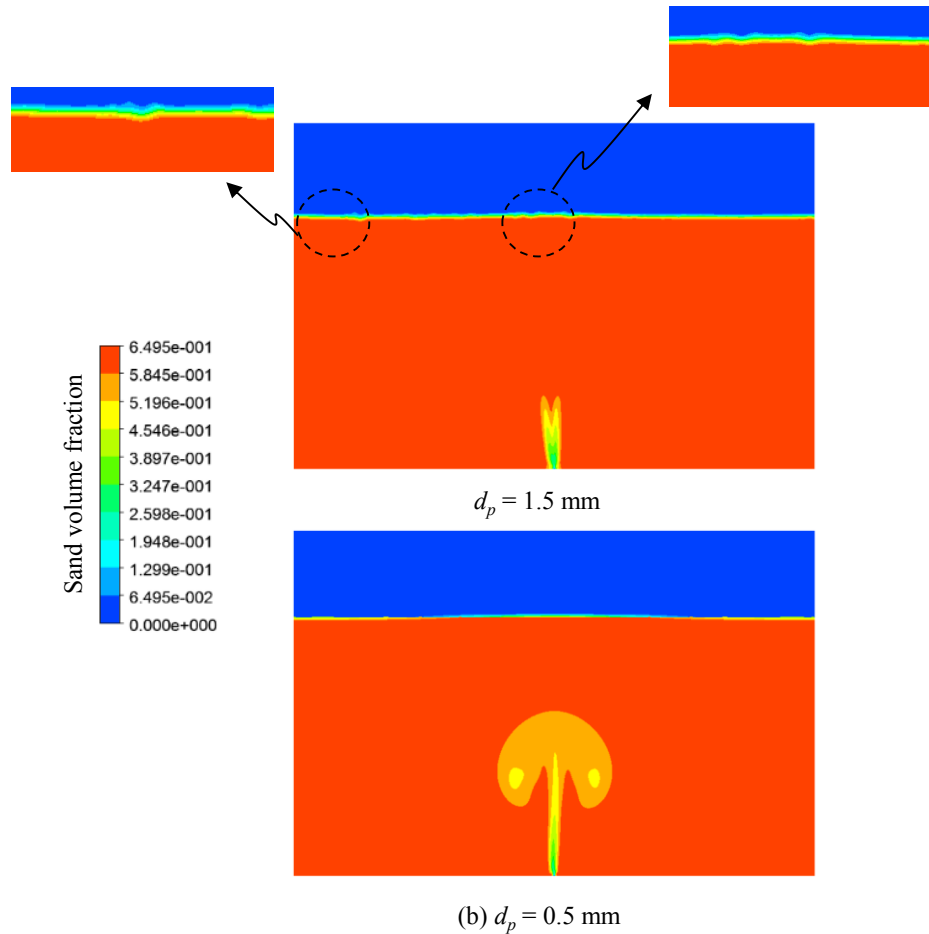 Sand volume fraction
6.495e-001
5.845e-001
5.196e-001
4.546e-001
3.897e-001
3.247e-001
2.598e-001
1.948e-001
1.299e-001
6.495e-002
0.000e+000
d_p = 1.5 mm
(b) d_p = 0.5 mm